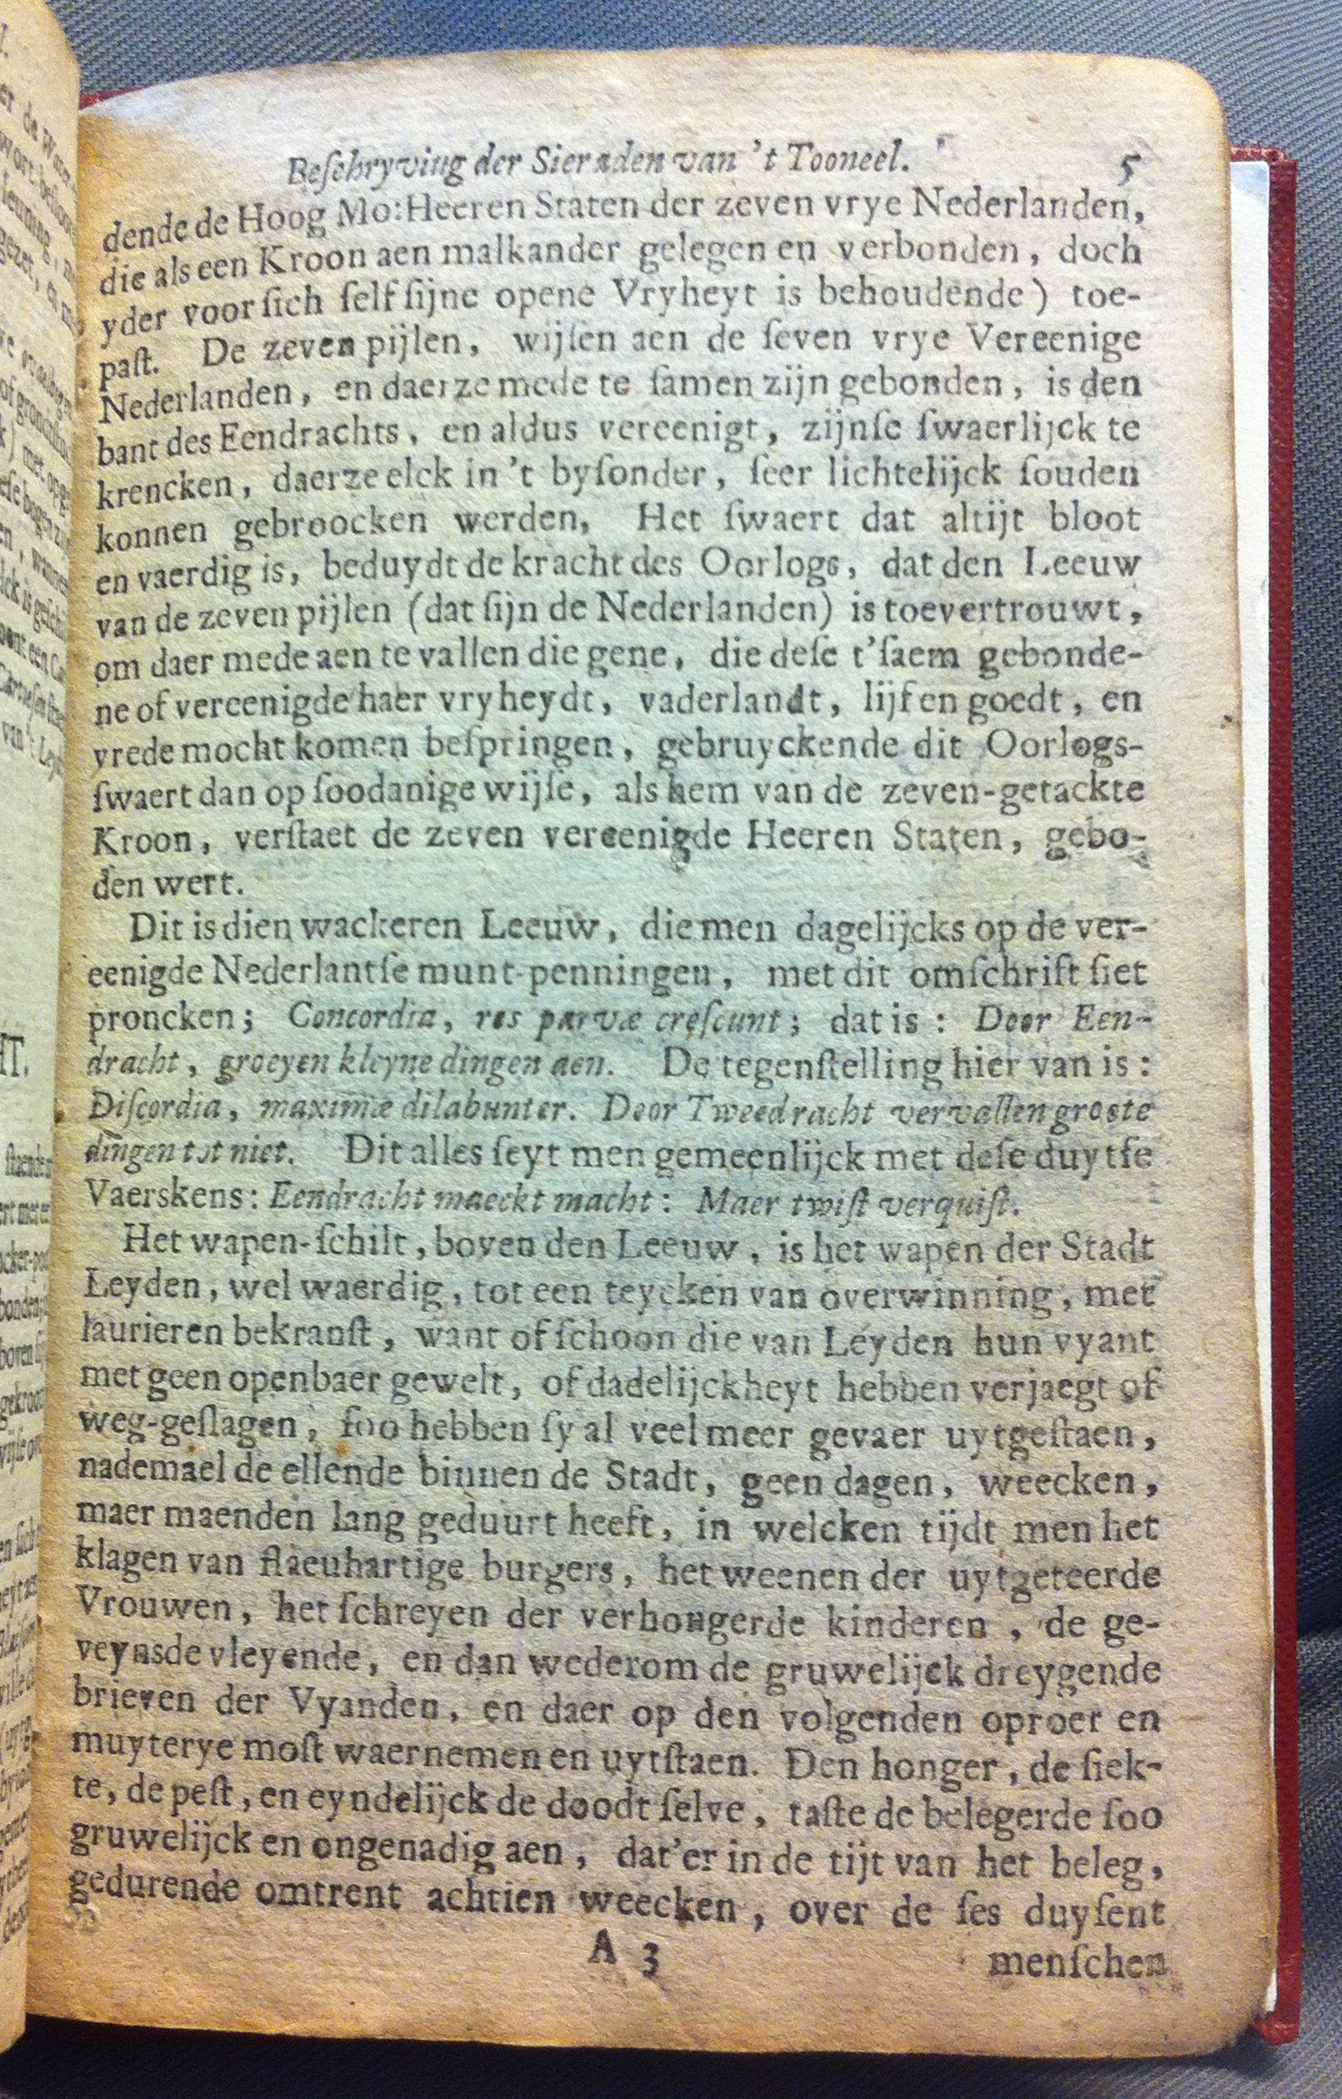 Beſchryving der Sieraden van 't Tooneel. 5
dende de Hoog Mo: Heeren Staten der zeven vrye Nederlanden,
die als een Kroon aen malkander gelegen en verbonden, doch
yder voor ſich ſelf ſijne opene Vryheyt is behoudende) toe-
paſt. De zeven pijlen, wijſen aen de ſeven vrye Vereenige
Nederlanden, en daer ze mede te ſamen zijn gebonden, is den
bant des Eendrachts, en aldus vereenigt, zijnſe ſwaerlijck te
krencken, daerze elck in 't byſonder, ſeer lichtelijck ſouden
konnen gebroocken werden, Het ſwaert dat altijt bloot
en vaerdig is, beduydt de kracht des Oorlogs, dat den Leeuw
van de zeven pijlen (dat ſijn de Nederlanden) is toevertrouwt,
om daer mede aen te vallen die gene, die deſe t'ſaem gebonde-
ne of vereenigde haer vryheydt, vaderlandt, lijf en goedt, en
vrede mocht komen beſpringen, gebruyckende dit Oorlogs-
ſwaert dan op ſoodanige wijſe, als hem van de zeven-getackte
Kroon, verſtaet de zeven vereenigde Heeren Staten, gebo-
den wert.
Dit is dien wackeren Leeuw, die men dagelijcks op de ver-
eenigde Nederlantſe munt-penningen, met dit omſchrift ſiet
proncken; Concordia, res parvæ creſcunt; dat is: Door Een-
dracht, groeyen kleyne dingen aen. De tegenſtelling hier van is:
Diſcordia, maximæ dilabunter. Door Tweedracht vervallen groote
dingen tot niet. Dit alles ſeyt men gemeenlijck met deſe duytſe
Vaerskens: Eendracht maeckt macht: Maer twiſt verquiſt.
Het wapen-ſchilt, boven den Leeuw, is het wapen der Stadt
Leyden, wel waerdig, tot een teycken van overwinning, met
laurieren bekranſt, want of ſchoon die van Leyden hun vyant
met geen openbaer gewelt, of dadelijckheyt hebben verjaegt of
weg-geſlagen, ſoo hebben ſy al veel meer gevaer uytgeſtaen,
nademael de ellende binnen de Stadt, geen dagen, weecken,
maer maenden lang geduurt heeft, in welcken tijdt men het
klagen van flaeuhartige burgers, het weenen der uytgeteerde
Vrouwen, het ſchreyen der verhongerde kinderen, de ge-
veynsde vleyende, en dan wederom de gruwelijck dreygende
brieven der Vyanden, en daer op den volgenden oproer en
muyterye moſt waernemen en uytſtaen. Den honger, de ſiek-
te, de peſt, en eyndelijck de doodt ſelve, taſte de belegerde ſoo
gruwelijck en ongenadig aen, dat'er in de tijt van het beleg,
gedurende omtrent achtien weecken, over de ſes duyſent
A 3 menſchen